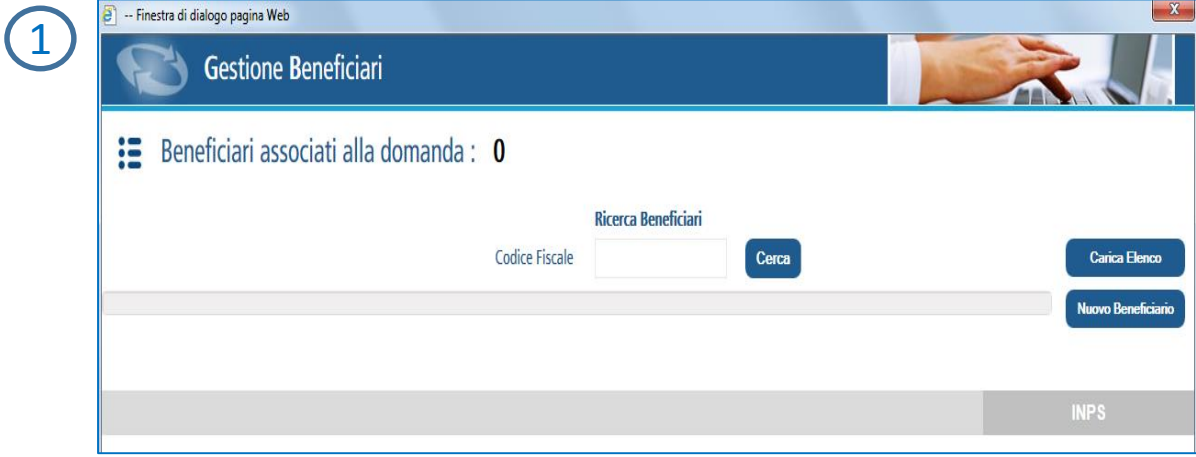 1
-- Finestra di dialogo pagina Web
X
Gestione Beneficiari
Beneficiari associati alla domanda : 0
Ricerca Beneficiari
Codice Fiscale
Cerca
Carica Elenco
Nuovo Beneficiario
INPS